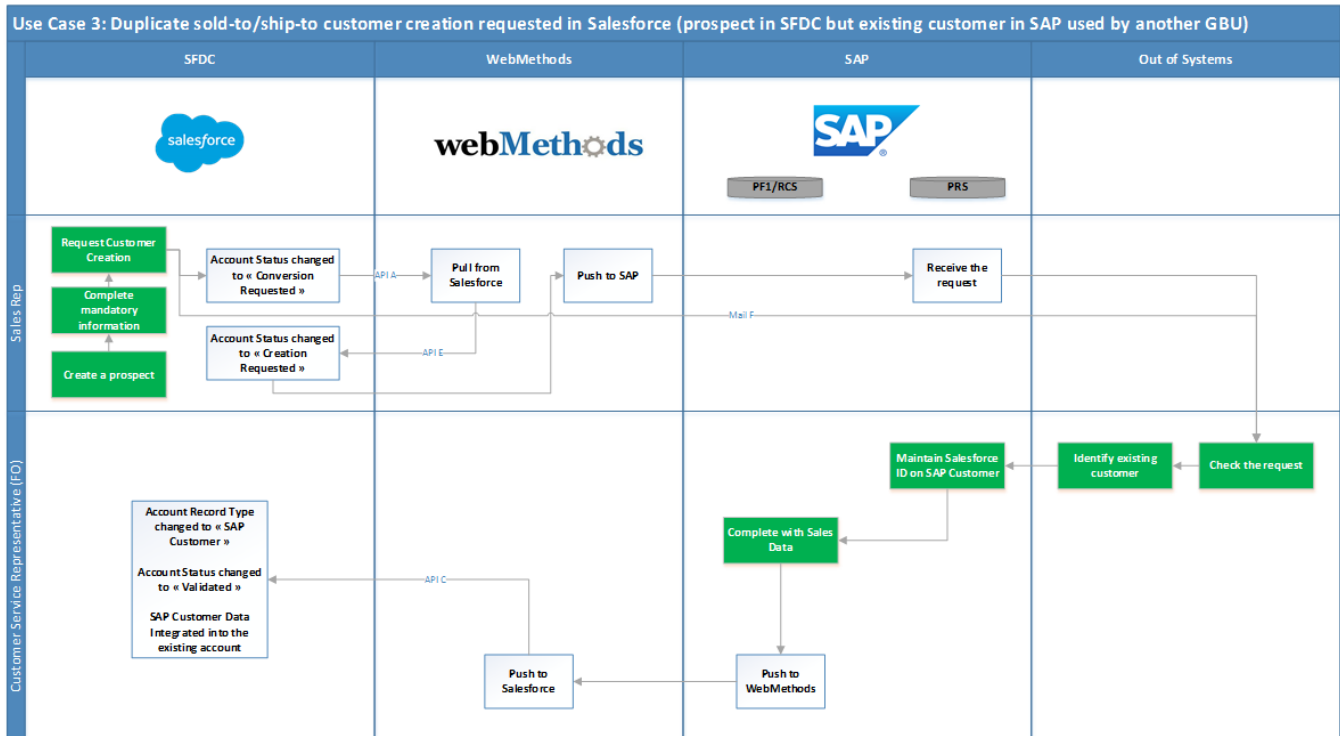 Use Case 3: Duplicate sold-to/ship-to customer creation requested in Salesforce (prospect in SFDC but existing customer in SAP used by another GBU)
SFDC
WebMethods
SAP
Out of Systems
salesforce
webMethods
SAP
®
PF1/RCS
PRS
Sales Rep
Request Customer
Creation
Complete
mandatory
information
Create a prospect
Account Status changed
to « Conversion
Requested »
API A
Pull from
Salesforce
Push to SAP
Receive the
request
Mail F
Account Status changed
to « Creation
Requested »
API E
Customer Service Representative (FO)
Maintain Salesforce
ID on SAP Customer
Identify existing
customer
Check the request
Complete with Sales
Data
Account Record Type
changed to « SAP
Customer »
Account Status changed
to « Validated »
SAP Customer Data
Integrated into the
existing account
API C
Push to
Salesforce
Push to
WebMethods